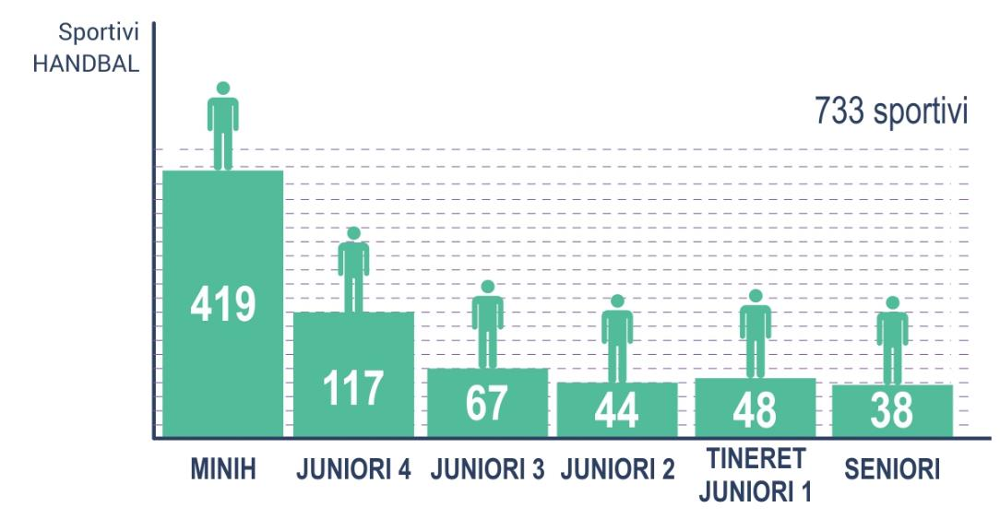 Sportivi
HANDBAL
733 sportivi
419
117
67
44
48
38
MINIH
JUNIORI 4
JUNIORI 3
JUNIORI 2
TINERET
JUNIORI 1
SENIORI